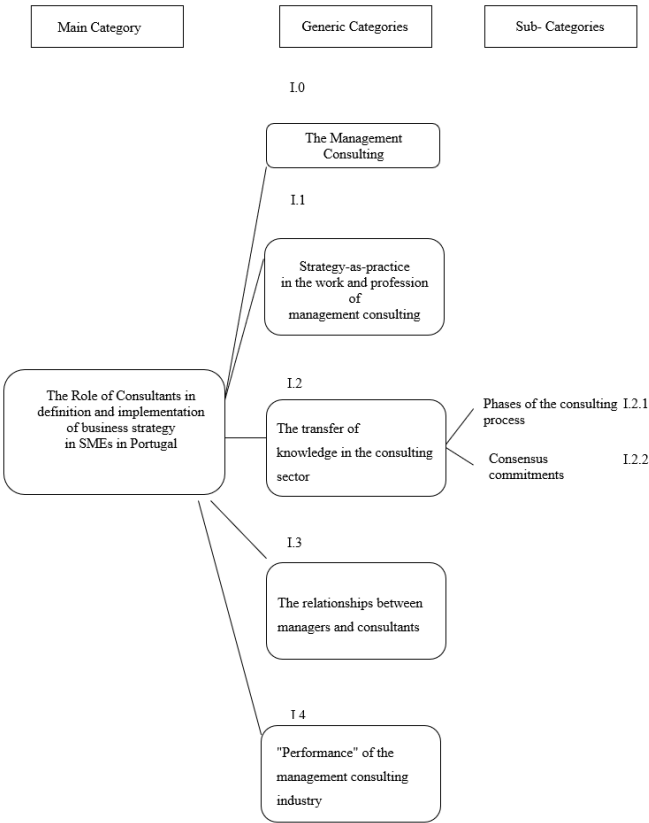 Main Category
Generic Categories
Sub- Categories
I.0
The Management
Consulting
I.1
Strategy-as-practice
in the work and profession
of
management consulting
The Role of Consultants in
definition and implementation
of business strategy
in SMEs in Portugal
I.2
The transfer of
knowledge in the consulting
sector
Phases of the consulting I.2.1
process
Consensus I.2.2
commitments
I.3
The relationships between
managers and consultants
I 4
"Performance" of the
management consulting
industry